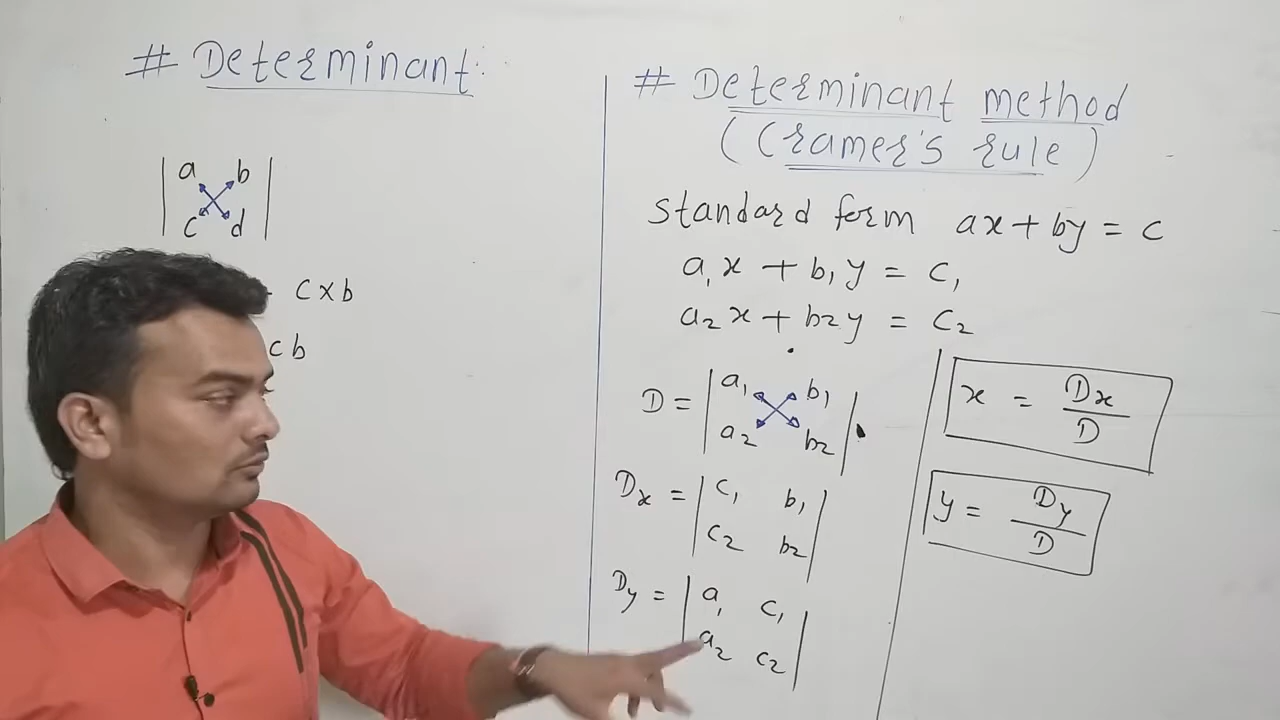 # Determinant:
a b
c d
- c x b
cb
# Determinant method
(Cramer's rule)
standard form ax + by = c
a₁x + b₁y = c₁
a₂x + b₂y = c₂
D = | a₁ b₁ |
| a₂ b₂ |
Dx = | c₁ b₁ |
| c₂ b₂ |
Dy = | a₁ c₁ |
| a₂ c₂ |
x = Dx / D
y = Dy / D